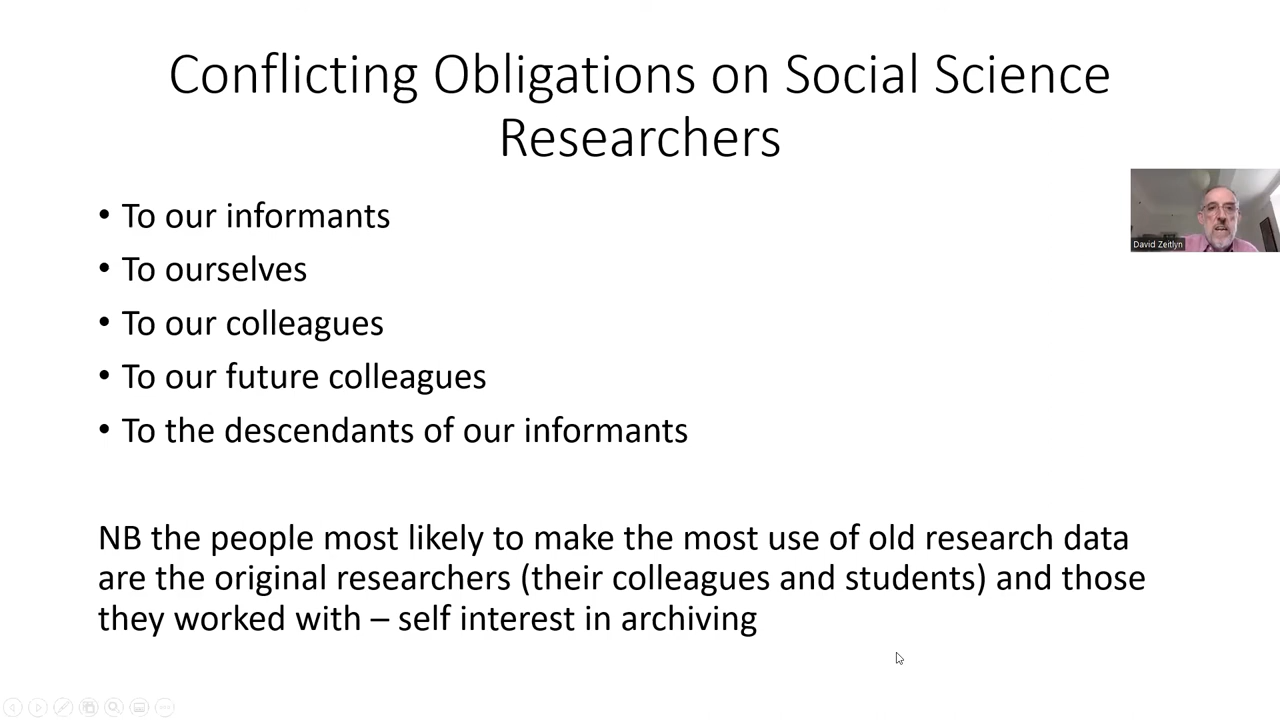 Conflicting Obligations on Social Science
Researchers
• To our informants
• To ourselves
• To our colleagues
• To our future colleagues
• To the descendants of our informants
NB the people most likely to make the most use of old research data
are the original researchers (their colleagues and students) and those
they worked with – self interest in archiving
David Zeitlyn